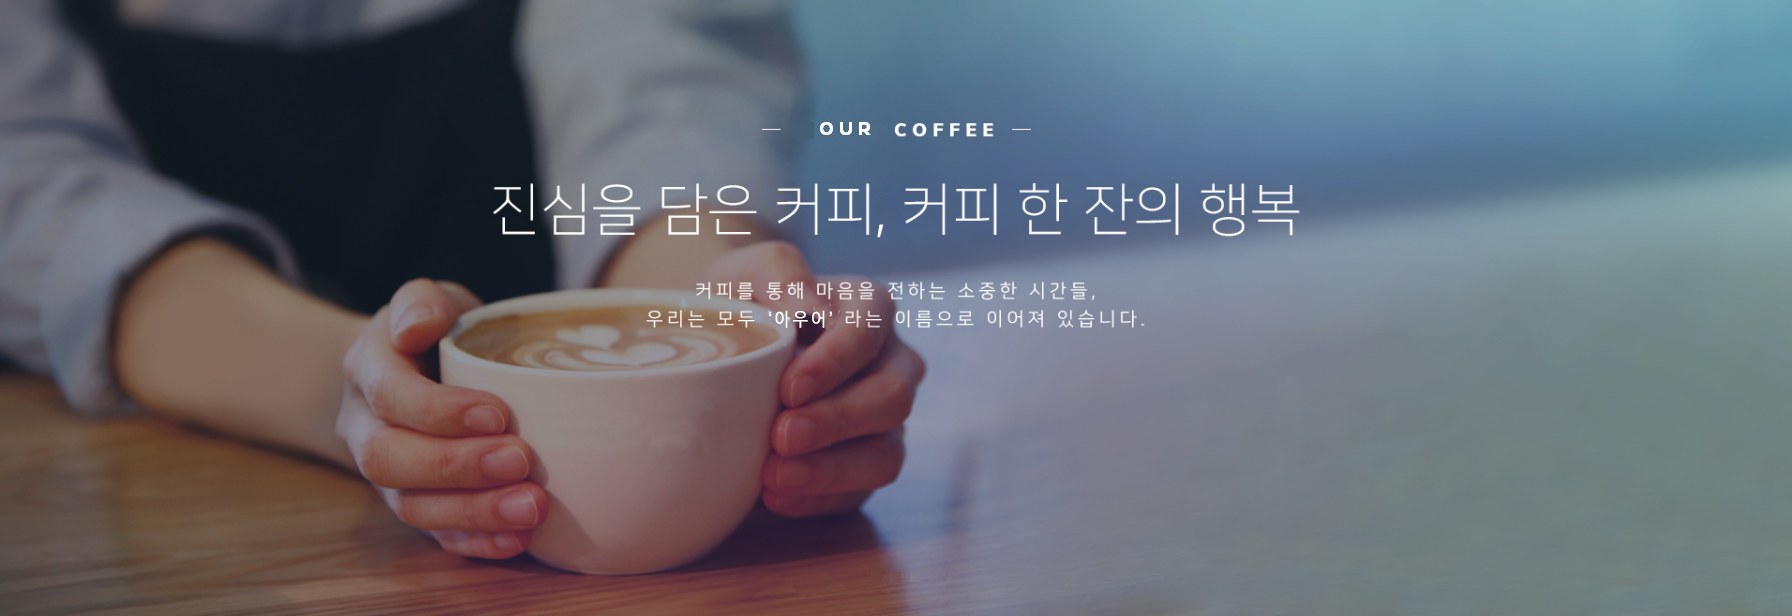 OUR COFFEE
진심을 담은 커피, 커피 한 잔의 행복
커피를 통해 마음을 전하는 소중한 시간들,
우리는 모두 ‘아우어’ 라는 이름으로 이어져 있습니다.